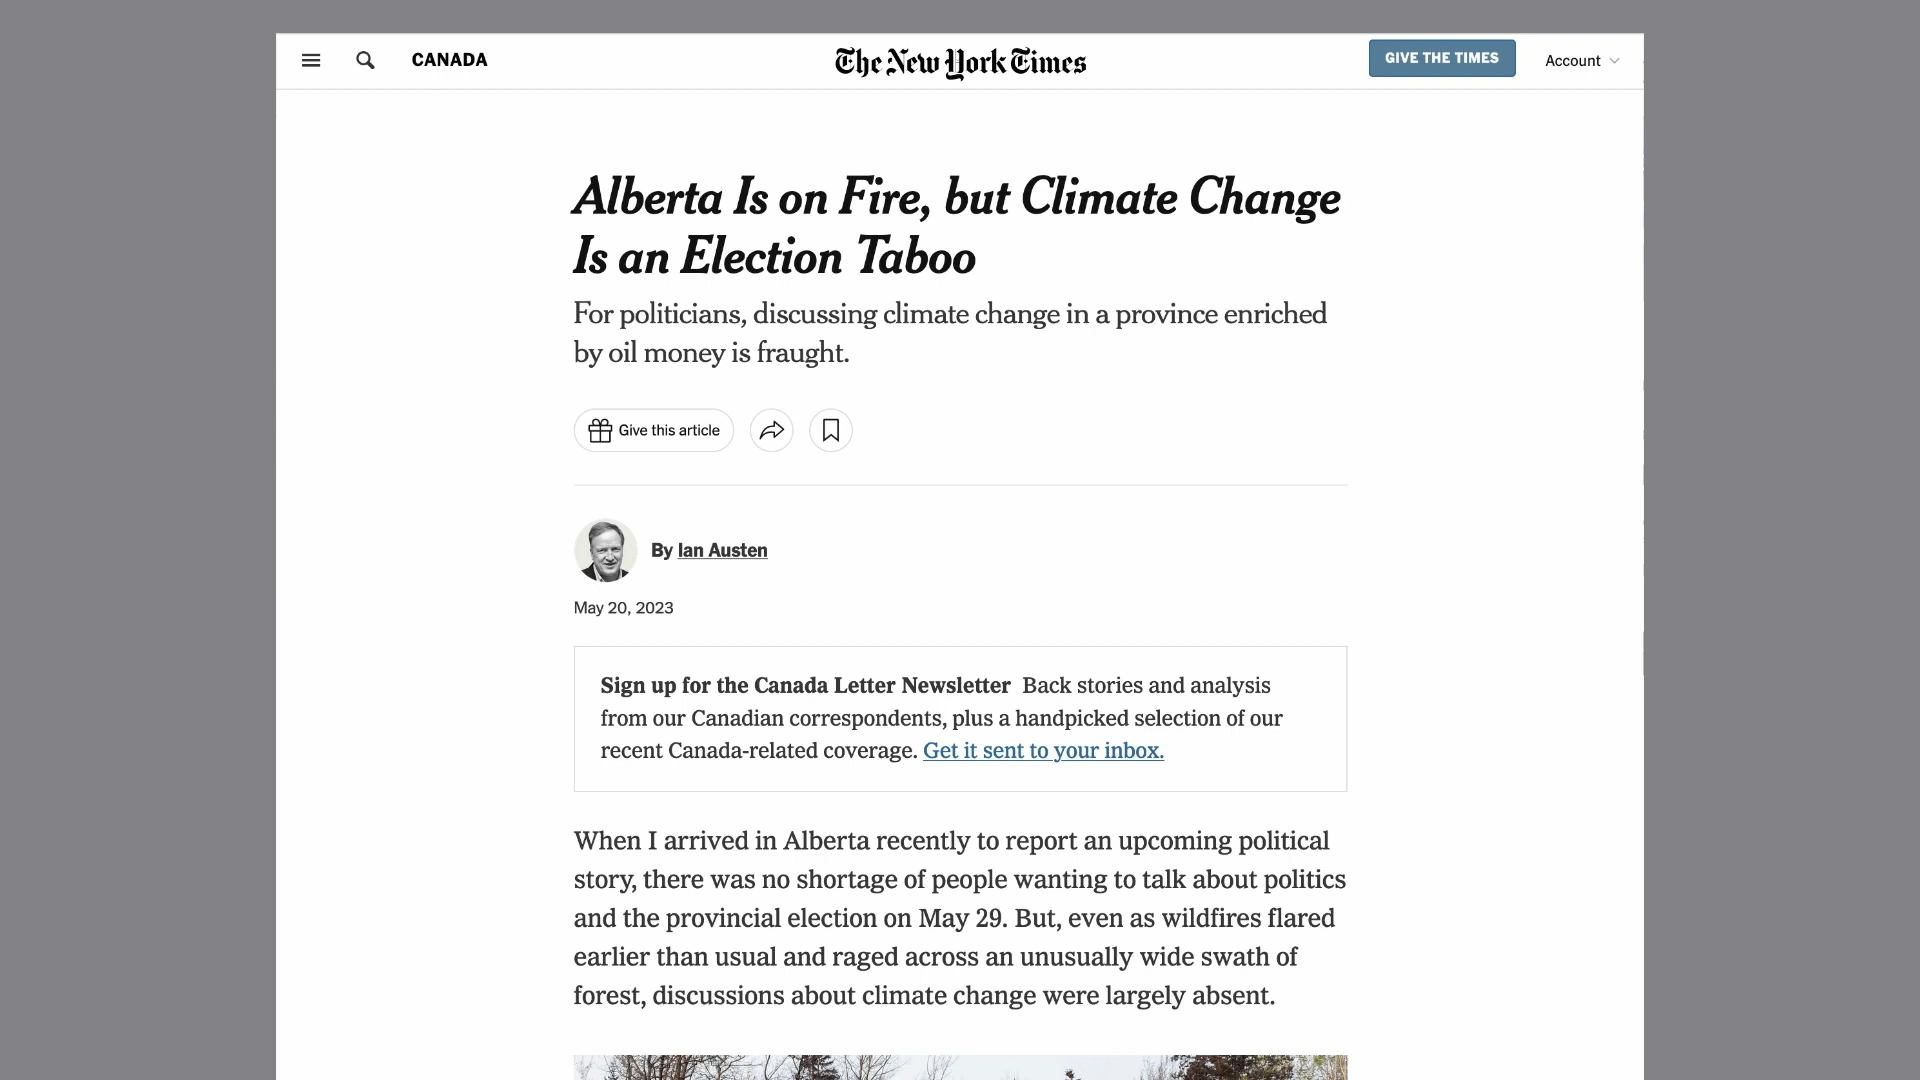 CANADA
The New York Times
GIVE THE TIMES
Account
Alberta Is on Fire, but Climate Change
Is an Election Taboo
For politicians, discussing climate change in a province enriched
by oil money is fraught.
Give this article
By Ian Austen
May 20, 2023
Sign up for the Canada Letter Newsletter Back stories and analysis
from our Canadian correspondents, plus a handpicked selection of our
recent Canada-related coverage. Get it sent to your inbox.
When I arrived in Alberta recently to report an upcoming political
story, there was no shortage of people wanting to talk about politics
and the provincial election on May 29. But, even as wildfires flared
earlier than usual and raged across an unusually wide swath of
forest, discussions about climate change were largely absent.